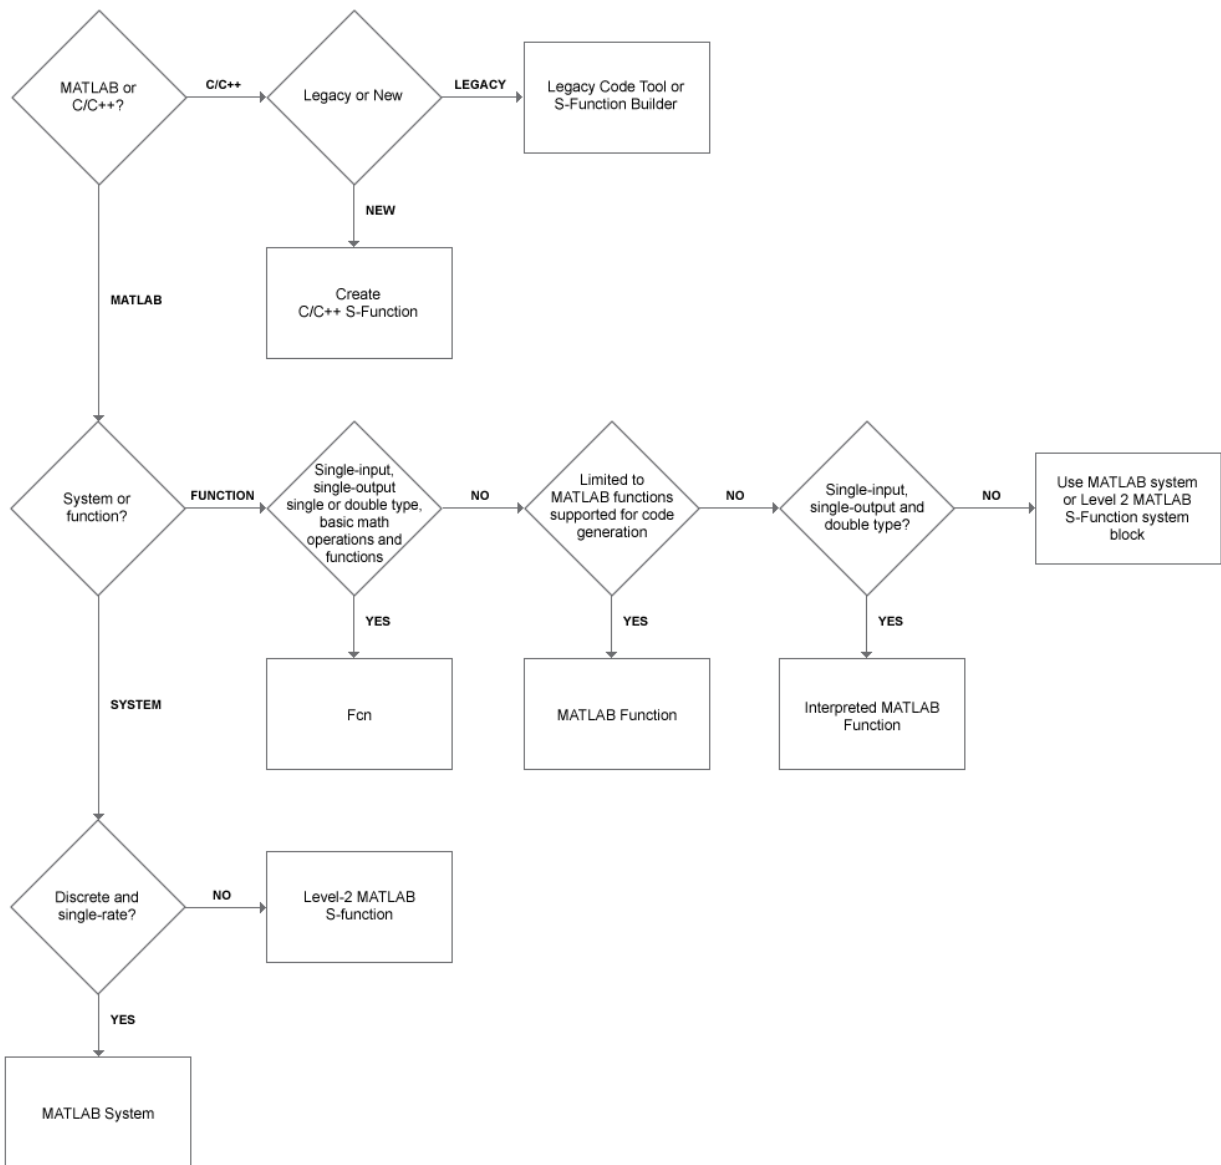 MATLAB or
C/C++?
C/C++
Legacy or New
LEGACY
Legacy Code Tool or
S-Function Builder
NEW
Create
C/C++ S-Function
MATLAB
System or
function?
FUNCTION
Single-input,
single-output
single or double type,
basic math
operations and
functions
NO
Limited to
MATLAB functions
supported for code
generation
NO
Single-input,
single-output and
double type?
NO
Use MATLAB system
or Level 2 MATLAB
S-Function system
block
YES
Fcn
YES
MATLAB Function
YES
Interpreted MATLAB
Function
SYSTEM
Discrete and
single-rate?
NO
Level-2 MATLAB
S-function
YES
MATLAB System